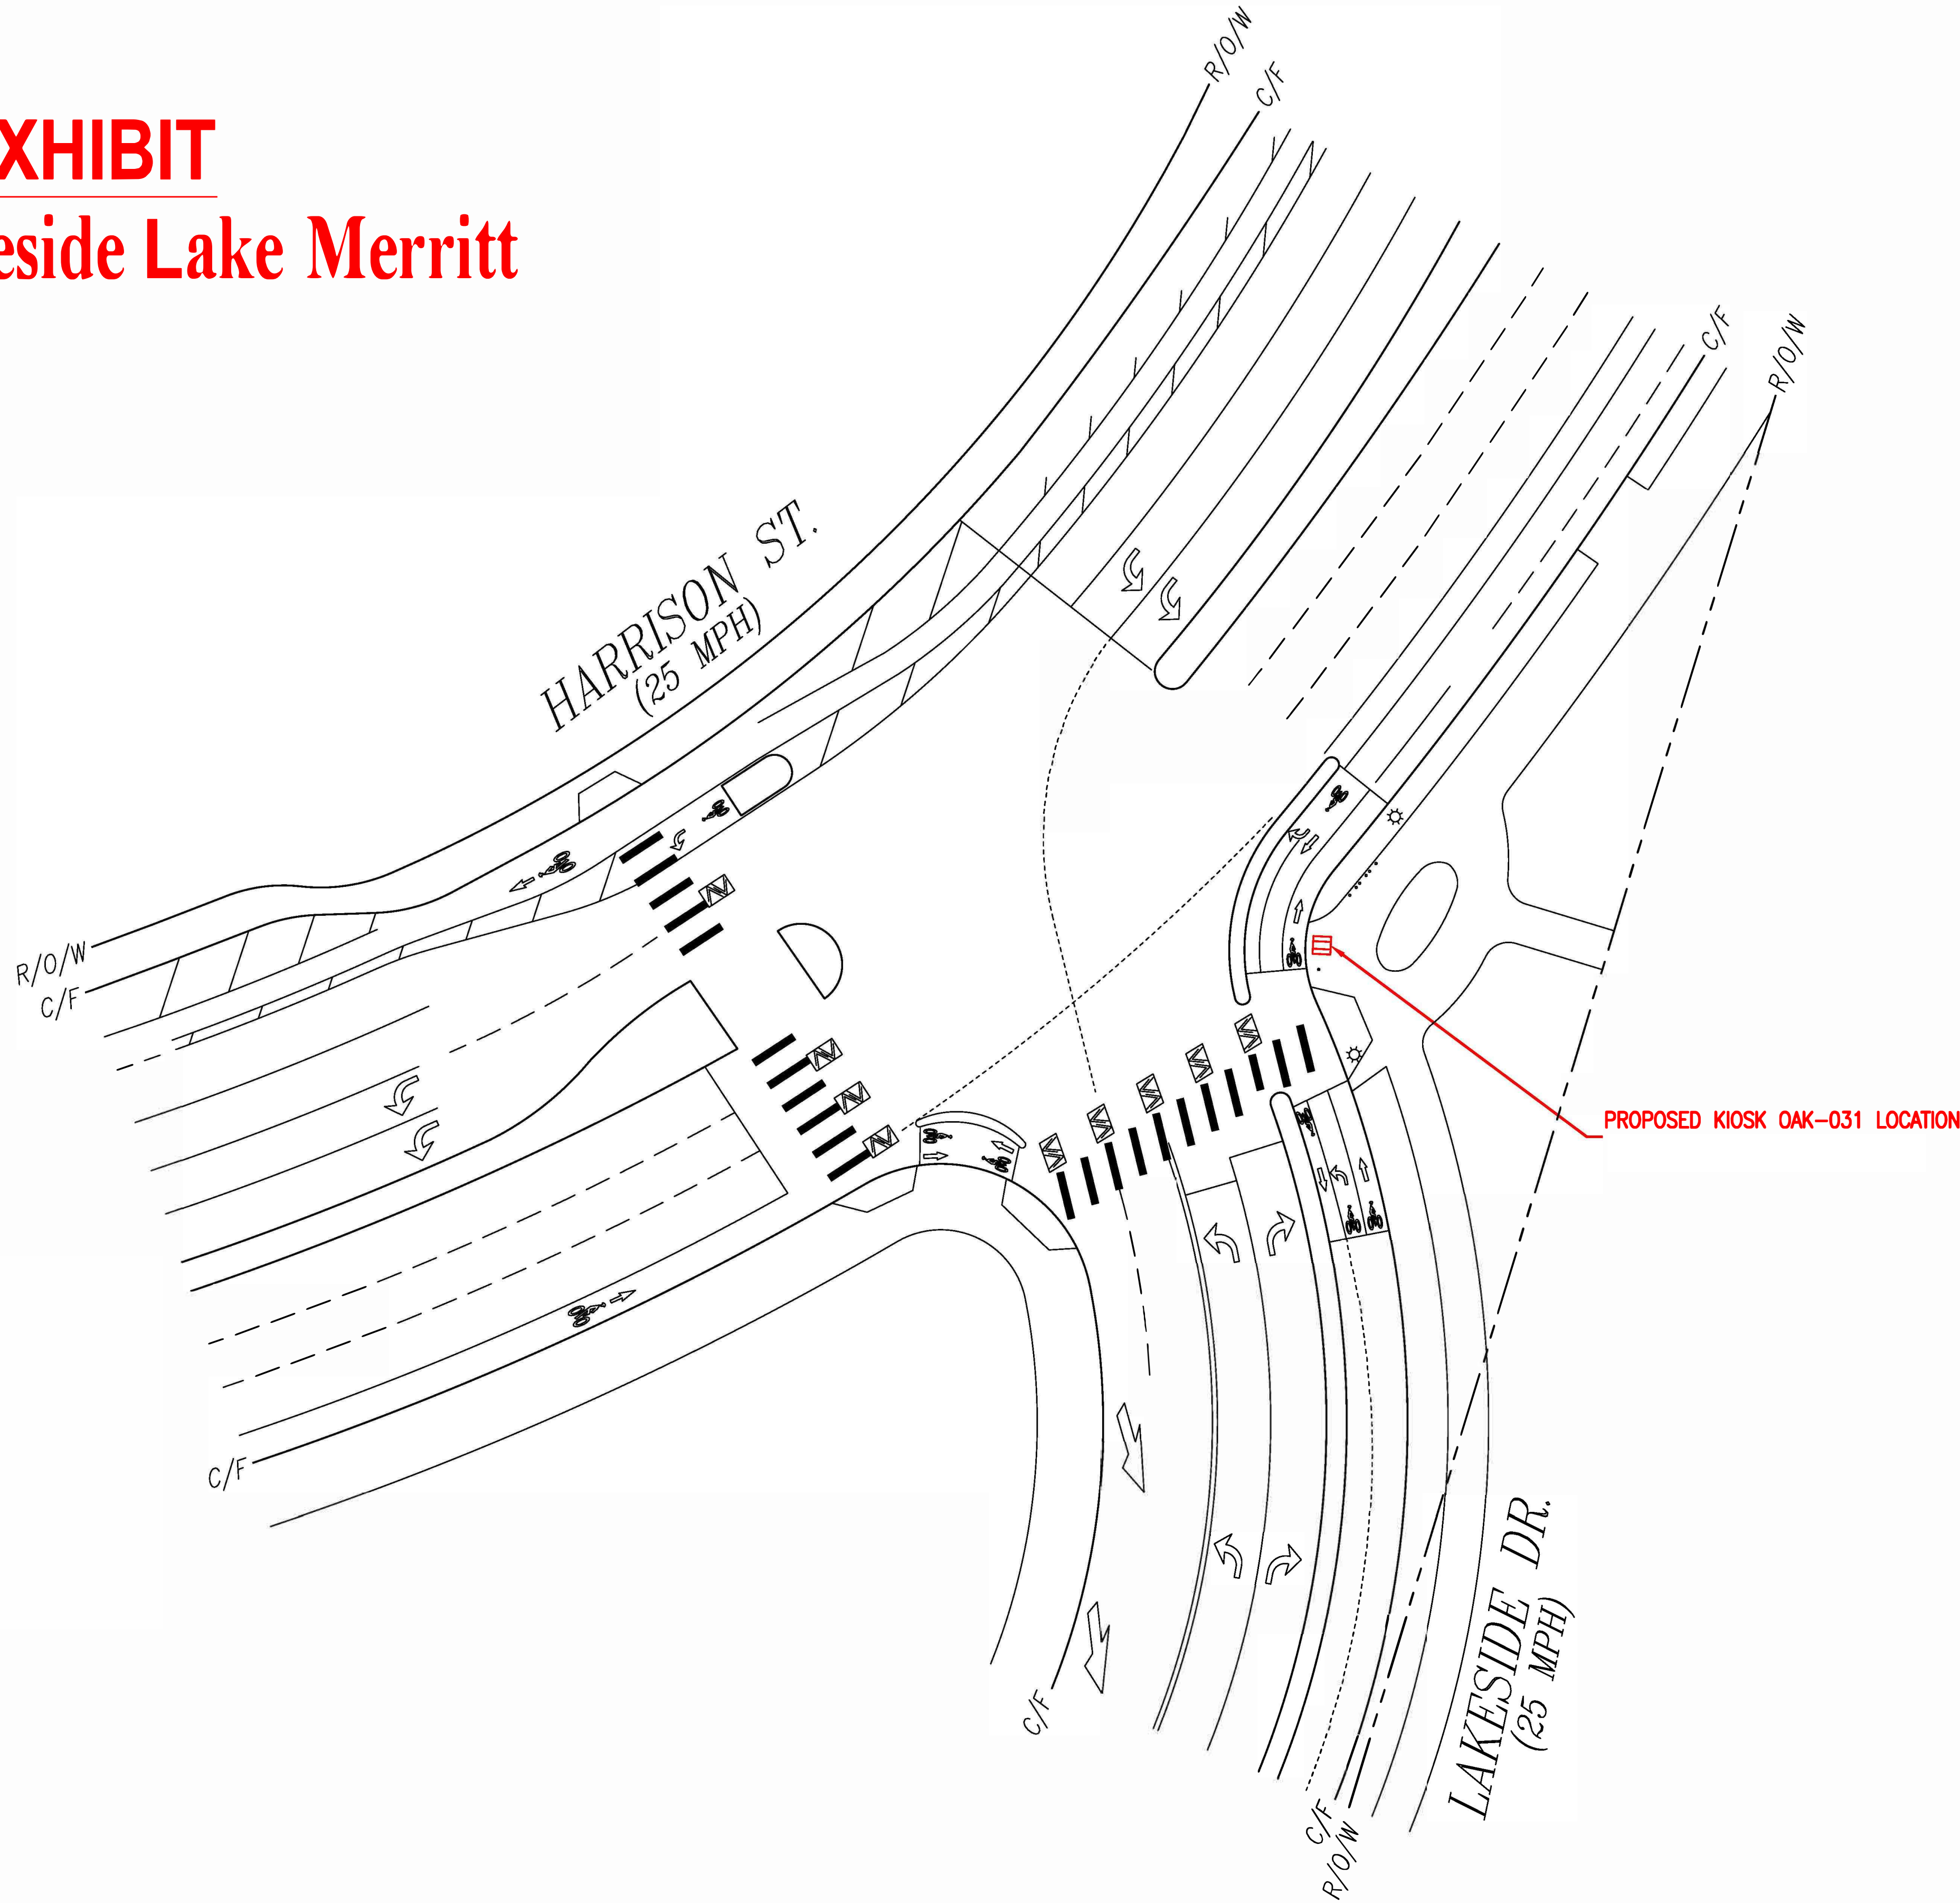 XHIBIT
eside Lake Merritt
R/O/W
C/F
C/F
R/O/W
HARRISON ST.
(25 MPH)
R/O/W
C/F
PROPOSED KIOSK OAK-031 LOCATION
C/F
LAKESIDE DR.
(25 MPH)
C/F
C/F
R/O/W